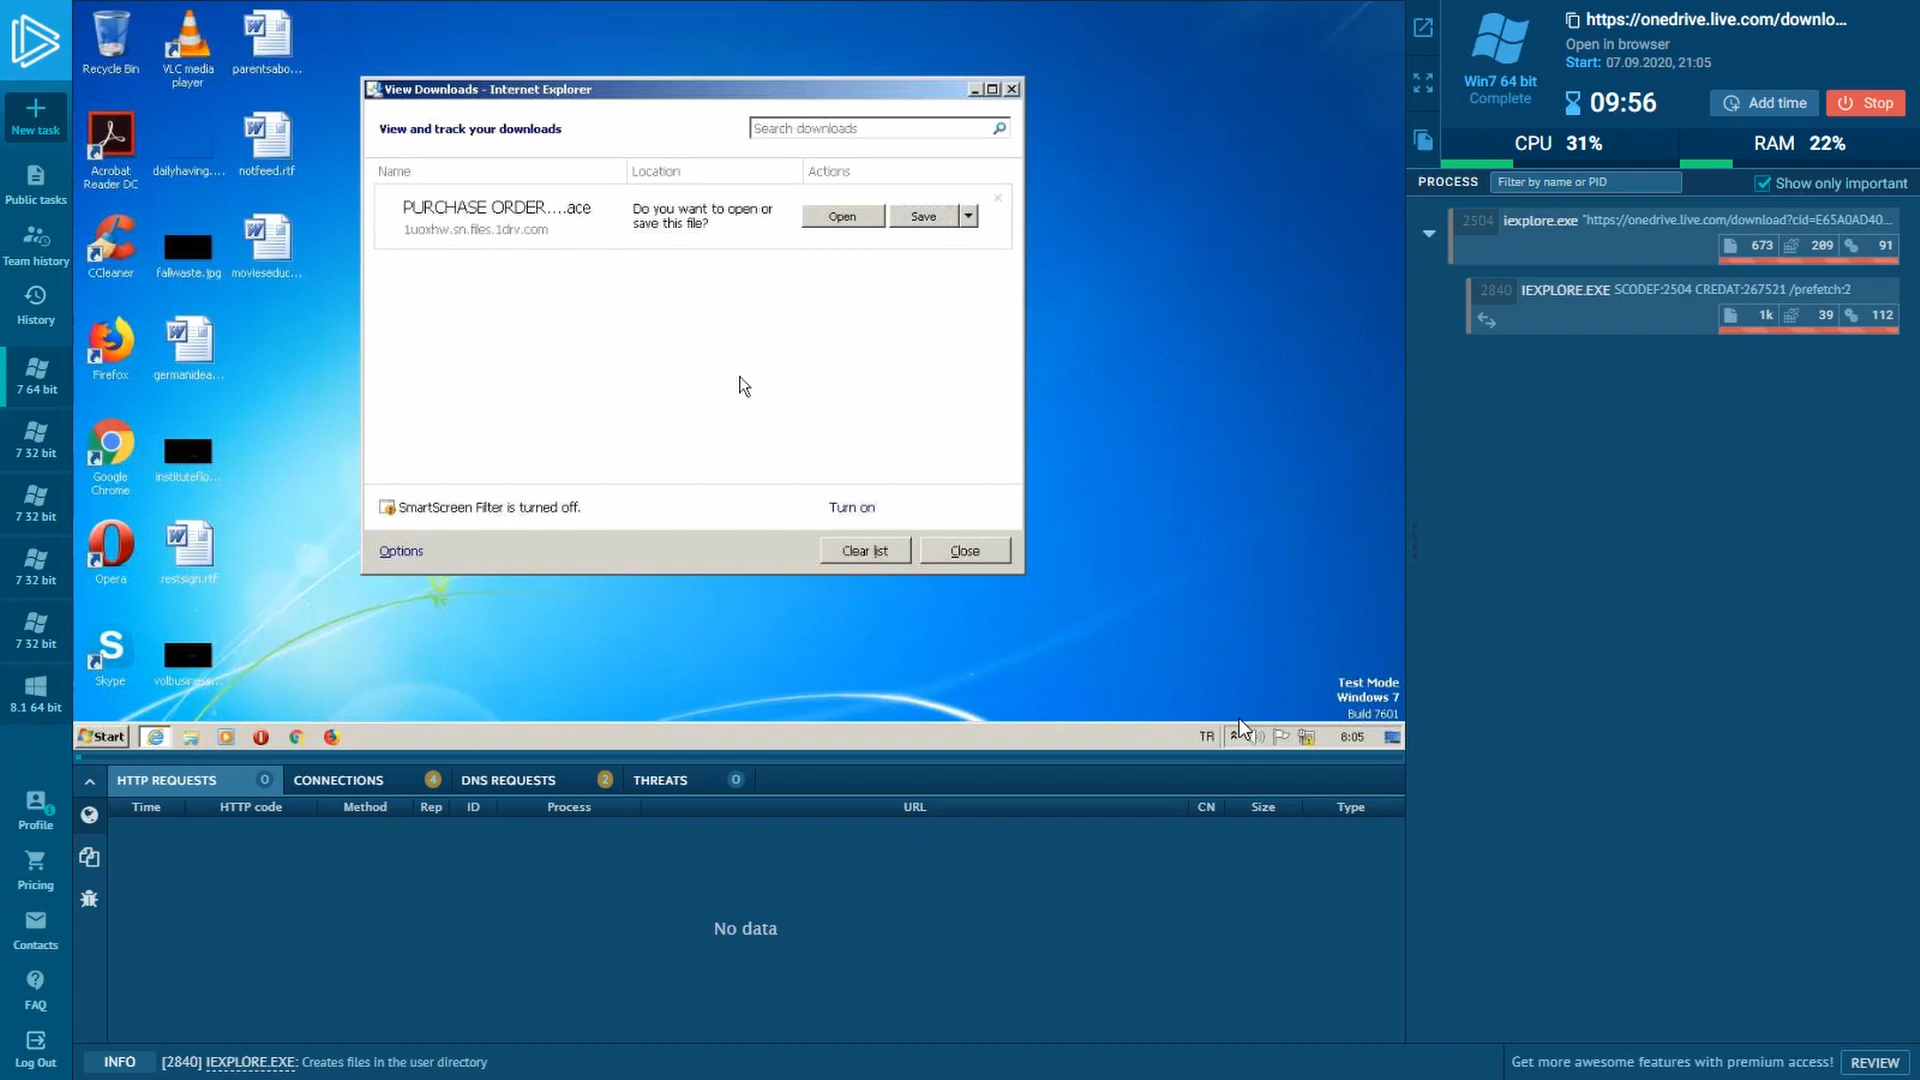 Recycle Bin
VLC media player
parentsabo...
Acrobat Reader DC
dailyhaving....
notfeed.rtf
CCleaner
fallwaste.jpg
movieseduc...
Firefox
germanidea...
Google Chrome
instituteflo...
Opera
restsign.rtf
Skype
volbusiness...
New task
Public tasks
Team history
History
7 64 bit
7 32 bit
7 32 bit
7 32 bit
7 32 bit
8.1 64 bit
Profile
Pricing
Contacts
FAQ
Log Out
View Downloads - Internet Explorer
View and track your downloads
Search downloads
Name
Location
Actions
PURCHASE ORDER....ace
1uoxhw.sn.files.1drv.com
Do you want to open or
save this file?
Open
Save
SmartScreen Filter is turned off.
Turn on
Options
Clear list
Close
Test Mode
Windows 7
Build 7601
Start
TR
8:05
HTTP REQUESTS 0
CONNECTIONS 4
DNS REQUESTS 2
THREATS 0
Time
HTTP code
Method
Rep
ID
Process
URL
CN
Size
Type
No data
INFO
[2840] IEXPLORE.EXE: Creates files in the user directory
Win7 64 bit
Complete
https://onedrive.live.com/downlo...
Open in browser
Start: 07.09.2020, 21:05
09:56
Add time
Stop
CPU 31%
RAM 22%
PROCESS
Filter by name or PID
Show only important
2504 iexplore.exe "https://onedrive.live.com/download?cid=E65A0AD40...
673 209 91
2840 IEXPLORE.EXE SCODEF:2504 CREDAT:267521 /prefetch:2
1k 39 112
Get more awesome features with premium access!
REVIEW